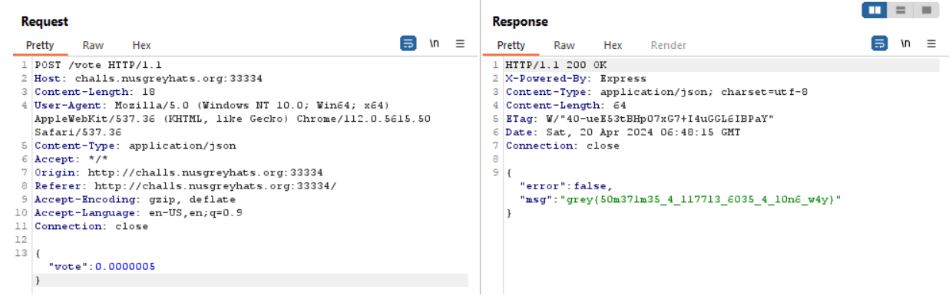 Request
Pretty Raw Hex
\n
1 POST /vote HTTP/1.1
2 Host: challs.nusgreyhats.org:33334
3 Content-Length: 18
4 User-Agent: Mozilla/5.0 (Windows NT 10.0; Win64; x64)
AppleWebKit/537.36 (KHTML, like Gecko) Chrome/112.0.5615.50
Safari/537.36
5 Content-Type: application/json
6 Accept: */*
7 Origin: http://challs.nusgreyhats.org:33334
8 Referer: http://challs.nusgreyhats.org:33334/
9 Accept-Encoding: gzip, deflate
10 Accept-Language: en-US,en;q=0.9
11 Connection: close
12
13 {
"vote":0.0000005
}
Response
Pretty Raw Hex Render
\n
1 HTTP/1.1 200 OK
2 X-Powered-By: Express
3 Content-Type: application/json; charset=utf-8
4 Content-Length: 64
5 ETag: W/"40-ueE53tBHp07xG7+I4uGGL6IBPaY"
6 Date: Sat, 20 Apr 2024 06:48:15 GMT
7 Connection: close
8
9 {
"error":false,
"msg":"grey{50m371m35_4_l17713_6035_4_l0n6_w4y}"
}